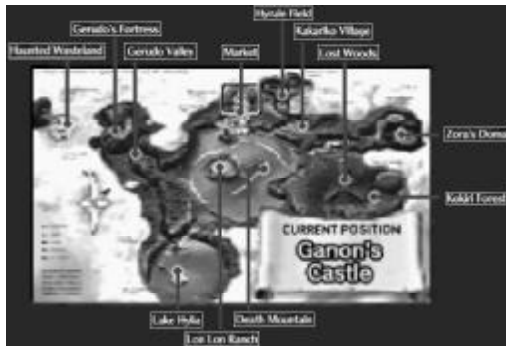 Hyrule Field
Gerudo's Fortress
Kakariko Village
Haunted Wasteland
Gerudo Valley
Market
Lost Woods
Zora's Doma
Kokiri Forest
CURRENT POSITION
Ganon's
Castle
Lake Hylia
Death Mountain
Lon Lon Ranch